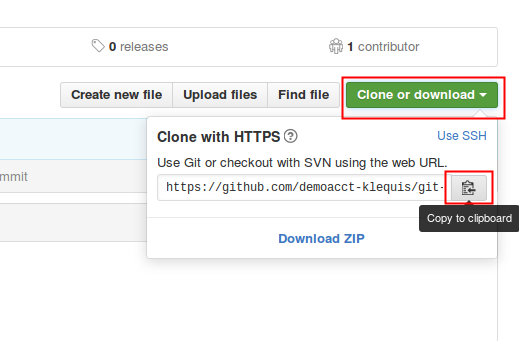 0 releases
1 contributor
Create new file
Upload files
Find file
Clone or download
Clone with HTTPS
Use SSH
mmit
Use Git or checkout with SVN using the web URL.
https://github.com/demoacct-klequis/git-
Copy to clipboard
Download ZIP